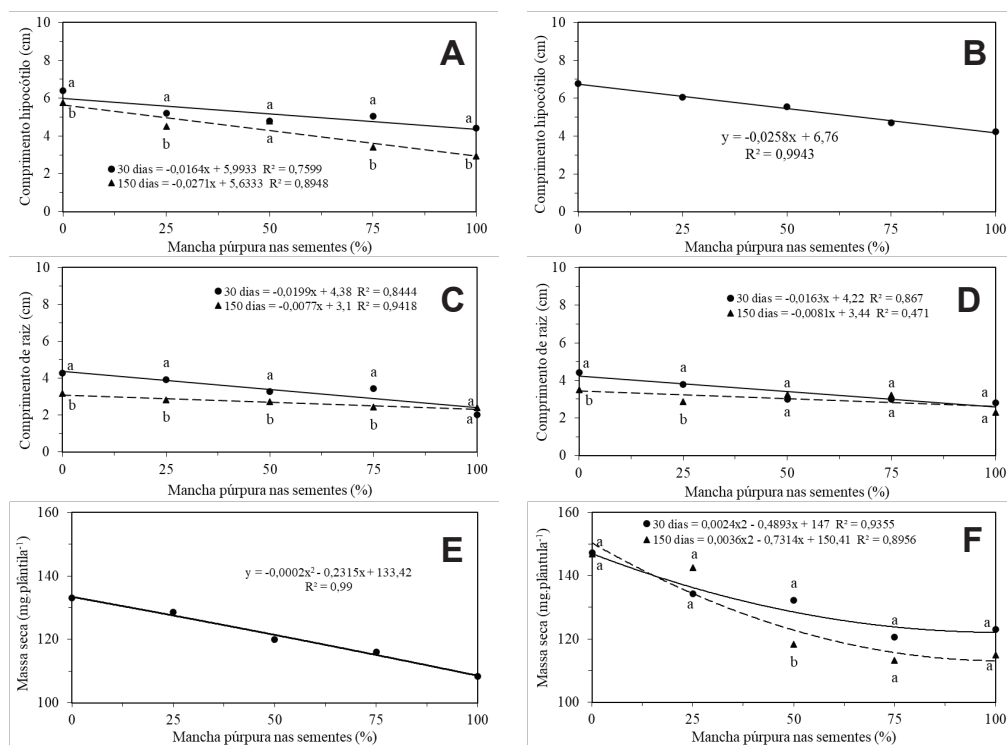 A
Comprimento hipocótilo (cm)
10
8
6
4
2
0
a
a
a
a
a
b
b
a
b
b
30 dias = -0,0164x + 5,9933 R² = 0,7599
150 dias = -0,0271x + 5,6333 R² = 0,8948
0 25 50 75 100
Mancha púrpura nas sementes (%)
B
Comprimento hipocótilo (cm)
10
8
6
4
2
0
y = -0,0258x + 6,76
R² = 0,9943
0 25 50 75 100
Mancha púrpura nas sementes (%)
C
Comprimento de raiz (cm)
10
8
6
4
2
0
30 dias = -0,0199x + 4,38 R² = 0,8444
150 dias = -0,0077x + 3,1 R² = 0,9418
a
a
a
a
a
b
b
b
b
a
0 25 50 75 100
Mancha púrpura nas sementes (%)
D
Comprimento de raiz (cm)
10
8
6
4
2
0
30 dias = -0,0163x + 4,22 R² = 0,867
150 dias = -0,0081x + 3,44 R² = 0,471
a
a
a
a
a
b
b
a
a
a
0 25 50 75 100
Mancha púrpura nas sementes (%)
E
Massa seca (mg.plântila⁻¹)
160
140
120
100
y = -0,0002x² - 0,2315x + 133,42
R² = 0,99
0 25 50 75 100
Mancha púrpura nas sementes (%)
F
Massa seca (mg.plântula⁻¹)
160
140
120
100
30 dias = 0,0024x2 - 0,4893x + 147 R² = 0,9355
150 dias = 0,0036x2 - 0,7314x + 150,41 R² = 0,8956
a
a
a
a
a
a
a
b
a
a
0 25 50 75 100
Mancha púrpura nas sementes (%)